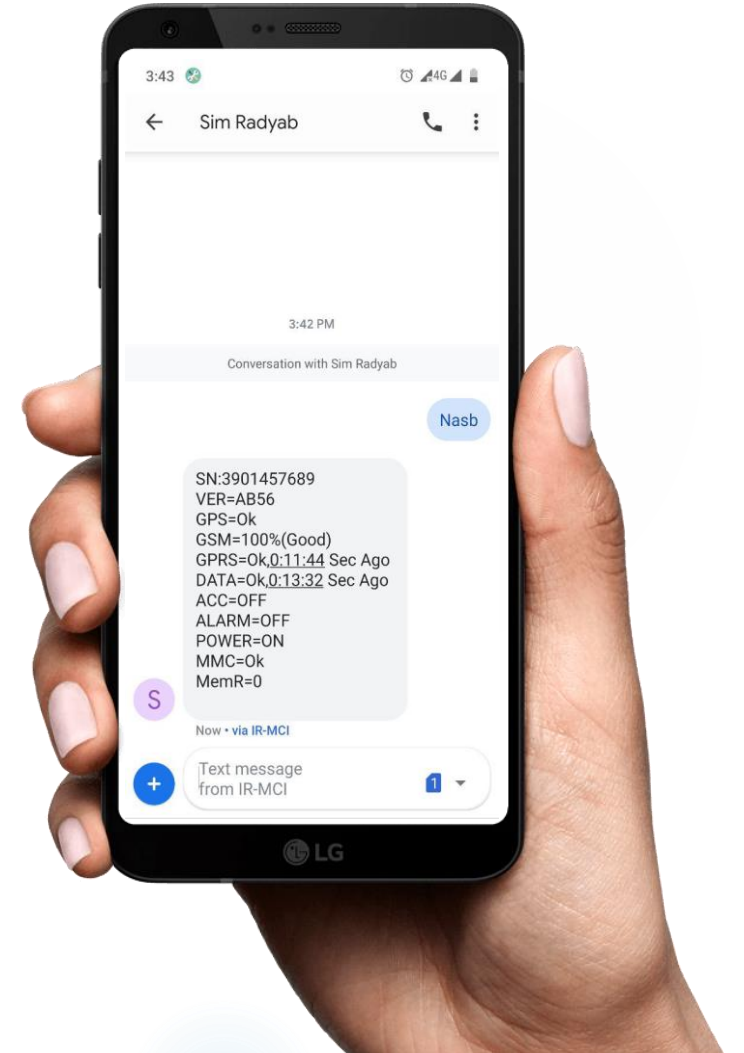 3:43
4G
Sim Radyab
3:42 PM
Conversation with Sim Radyab
Nasb
SN:3901457689
VER=AB56
GPS=Ok
GSM=100%(Good)
GPRS=Ok,0:11:44 Sec Ago
DATA=Ok,0:13:32 Sec Ago
ACC=OFF
ALARM=OFF
POWER=ON
MMC=Ok
MemR=0
S
Now • via IR-MCI
Text message
from IR-MCI
1
LG